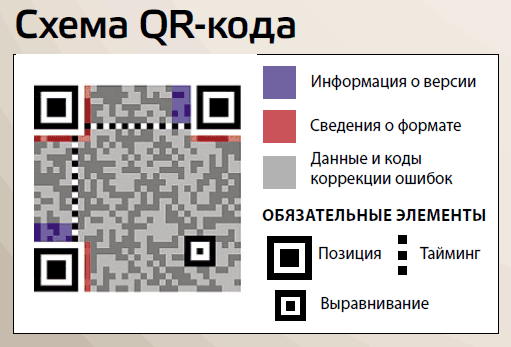 Схема QR-кода
Информация о версии
Сведения о формате
Данные и коды
коррекции ошибок
ОБЯЗАТЕЛЬНЫЕ ЭЛЕМЕНТЫ
Позиция
Тайминг
Выравнивание